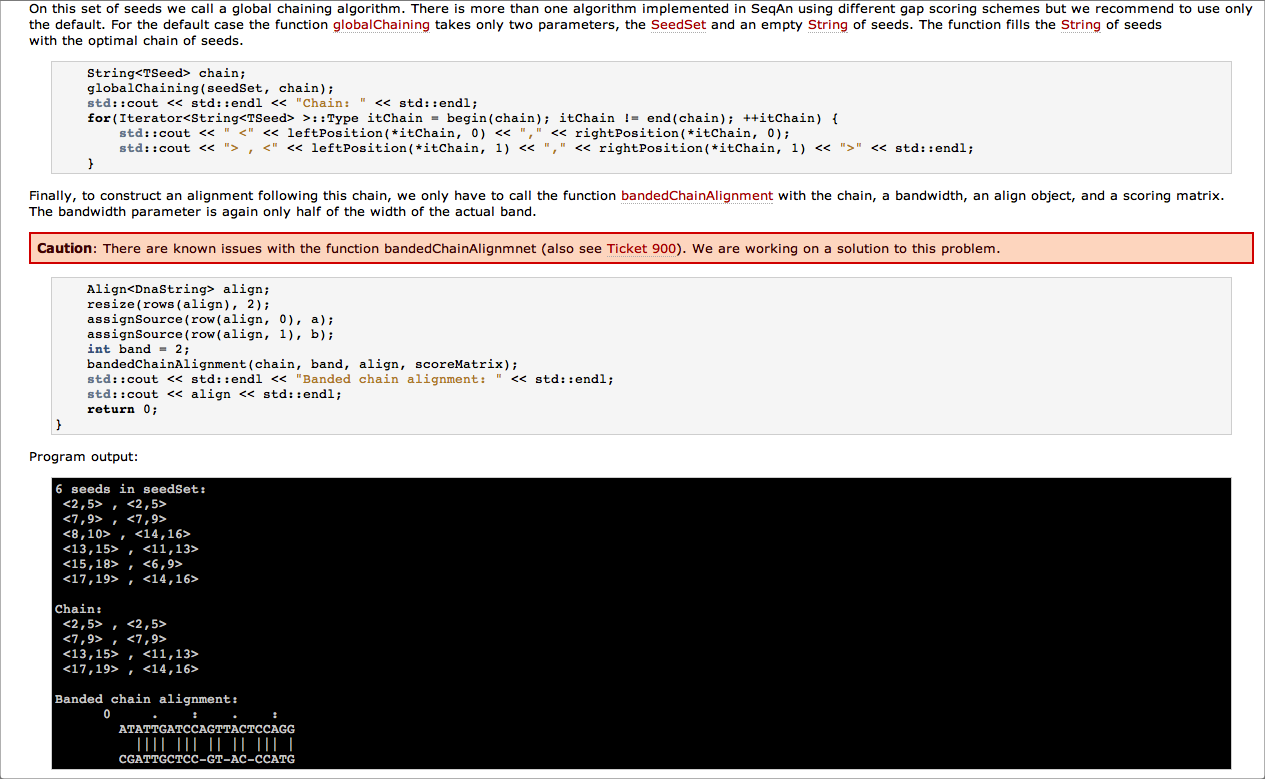 On this set of seeds we call a global chaining algorithm. There is more than one algorithm implemented in SeqAn using different gap scoring schemes but we recommend to use only
the default. For the default case the function globalChaining takes only two parameters, the SeedSet and an empty String of seeds. The function fills the String of seeds
with the optimal chain of seeds.
String<TSeed> chain;
globalChaining(seedSet, chain);
std::cout << std::endl << "Chain: " << std::endl;
for(Iterator<String<TSeed> >::Type itChain = begin(chain); itChain != end(chain); ++itChain) {
    std::cout << " <" << leftPosition(*itChain, 0) << "," << rightPosition(*itChain, 0);
    std::cout << "> , <" << leftPosition(*itChain, 1) << "," << rightPosition(*itChain, 1) << ">" << std::endl;
}
Finally, to construct an alignment following this chain, we only have to call the function bandedChainAlignment with the chain, a bandwidth, an align object, and a scoring matrix.
The bandwidth parameter is again only half of the width of the actual band.
Caution: There are known issues with the function bandedChainAlignmnet (also see Ticket 900). We are working on a solution to this problem.
Align<DnaString> align;
resize(rows(align), 2);
assignSource(row(align, 0), a);
assignSource(row(align, 1), b);
int band = 2;
bandedChainAlignment(chain, band, align, scoreMatrix);
std::cout << std::endl << "Banded chain alignment: " << std::endl;
std::cout << align << std::endl;
return 0;
}
Program output:
6 seeds in seedSet:
<2,5> , <2,5>
<7,9> , <7,9>
<8,10> , <14,16>
<13,15> , <11,13>
<15,18> , <6,9>
<17,19> , <14,16>
Chain:
<2,5> , <2,5>
<7,9> , <7,9>
<13,15> , <11,13>
<17,19> , <14,16>
Banded chain alignment:
0     .    :    .    :
ATATTGATCCAGTTACTCCAGG
  |||| ||| || || ||| |
CGATTGCTCC-GT-AC-CCATG